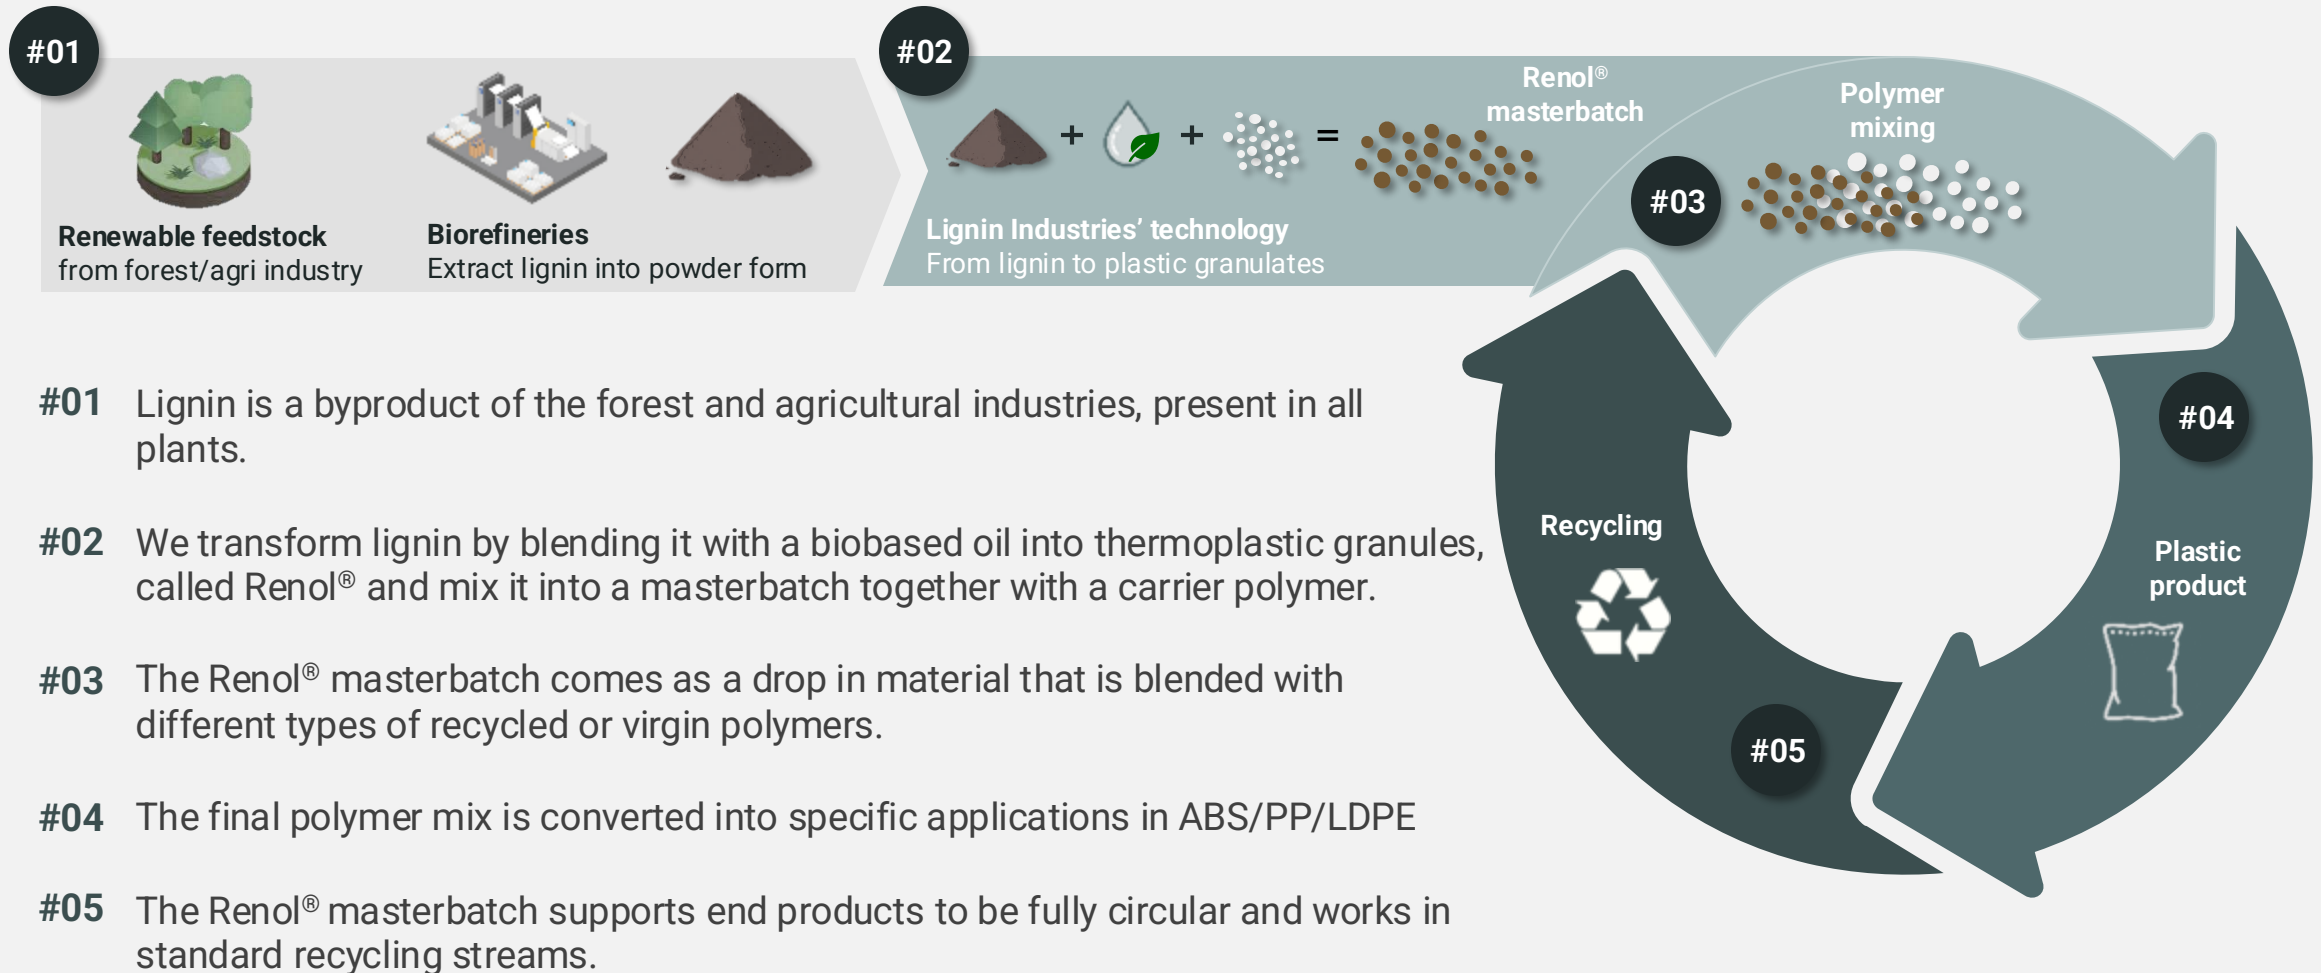 #01
Renewable feedstock
from forest/agri industry
Biorefineries
Extract lignin into powder form
#02
+ + =
Renol®
masterbatch
Lignin Industries’ technology
From lignin to plastic granulates
#03
Polymer
mixing
#04
Plastic
product
#05
Recycling
#01 Lignin is a byproduct of the forest and agricultural industries, present in all
plants.
#02 We transform lignin by blending it with a biobased oil into thermoplastic granules,
called Renol® and mix it into a masterbatch together with a carrier polymer.
#03 The Renol® masterbatch comes as a drop in material that is blended with
different types of recycled or virgin polymers.
#04 The final polymer mix is converted into specific applications in ABS/PP/LDPE
#05 The Renol® masterbatch supports end products to be fully circular and works in
standard recycling streams.